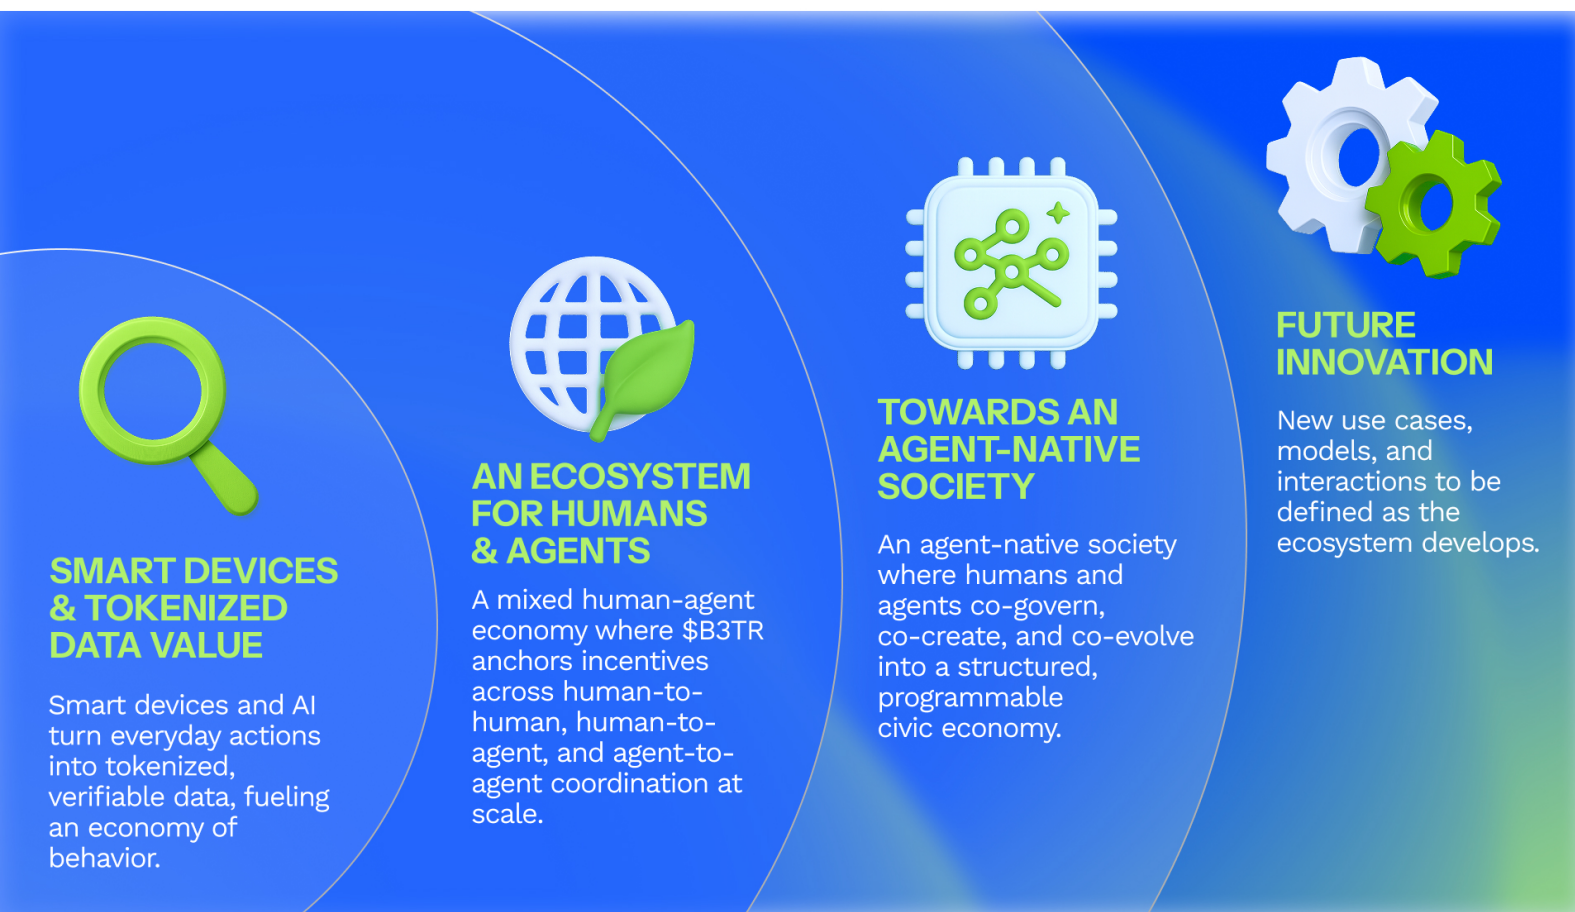 SMART DEVICES
& TOKENIZED
DATA VALUE
Smart devices and AI
turn everyday actions
into tokenized,
verifiable data, fueling
an economy of
behavior.
AN ECOSYSTEM
FOR HUMANS
& AGENTS
A mixed human-agent
economy where $B3TR
anchors incentives
across human-to-
human, human-to-
agent, and agent-to-
agent coordination at
scale.
TOWARDS AN
AGENT-NATIVE
SOCIETY
An agent-native society
where humans and
agents co-govern,
co-create, and co-evolve
into a structured,
programmable
civic economy.
FUTURE
INNOVATION
New use cases,
models, and
interactions to be
defined as the
ecosystem develops.